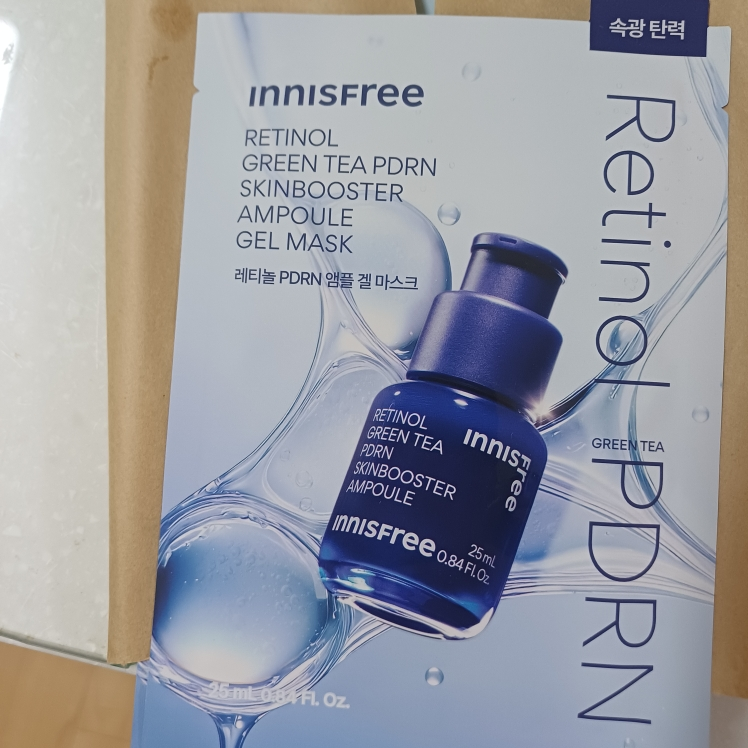 속광 탄력
INNISFree
RETINOL
GREEN TEA PDRN
SKINBOOSTER
AMPOULE
GEL MASK
레티놀 PDRN 앰플 겔 마스크
Retinol
GREEN TEA
PDRN
RETINOL
GREEN TEA
PDRN
SKINBOOSTER
AMPOULE
INNISFree
INNISFree
25 mL
0.84 Fl. Oz.
25 mL 0.84 Fl. Oz.